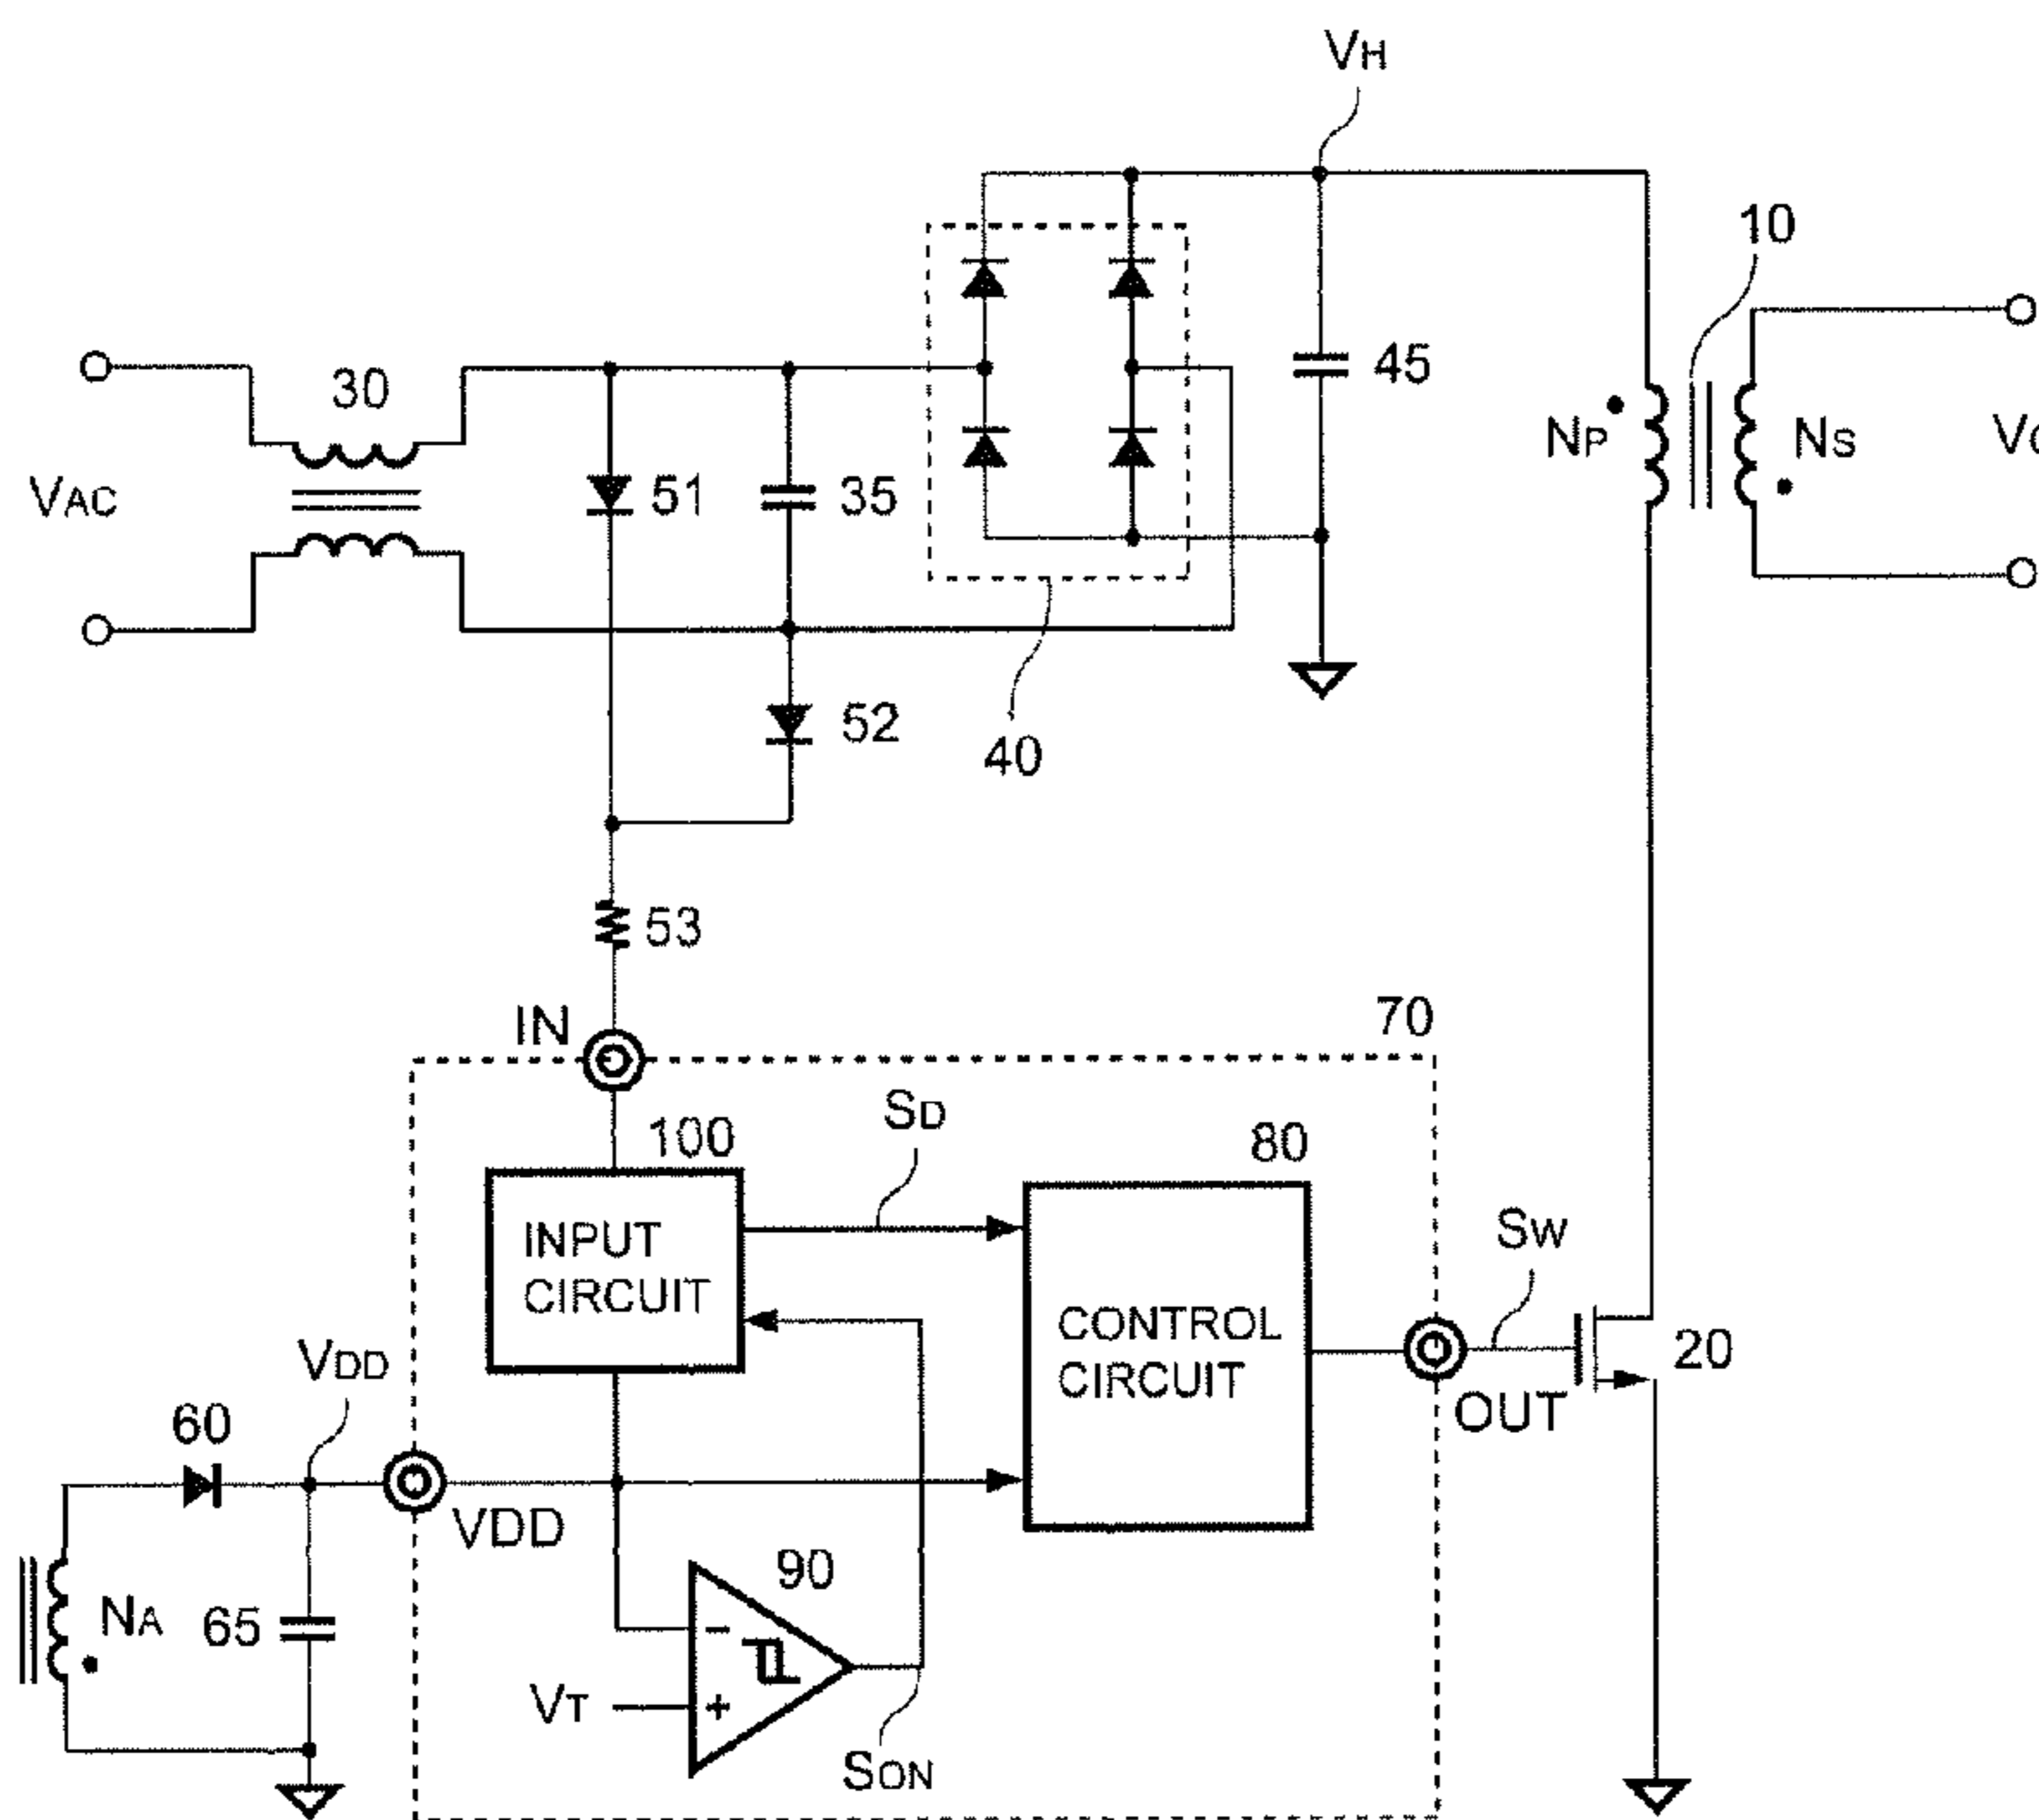 VH
10
30
45
NP
NS
VAC
51
35
52
40
53
IN
70
SD
100
80
INPUT
CIRCUIT
SW
CONTROL
CIRCUIT
20
VDD
60
OUT
VDD
90
NA
65
VT
SON